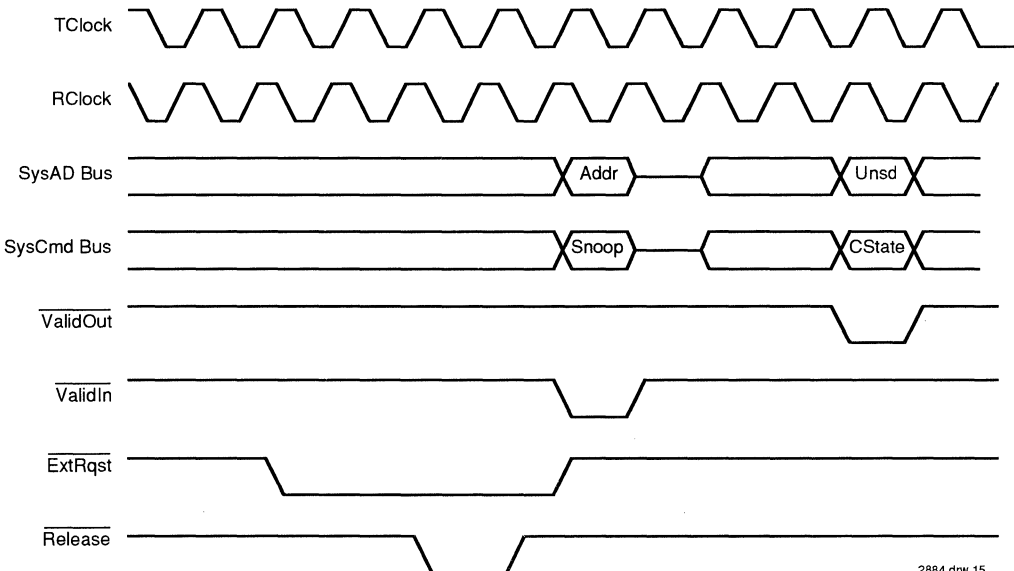 TClock
RClock
SysAD Bus Addr Unsd
SysCmd Bus Snoop CState
ValidOut
ValidIn
ExtRqst
Release
2884 drw 15